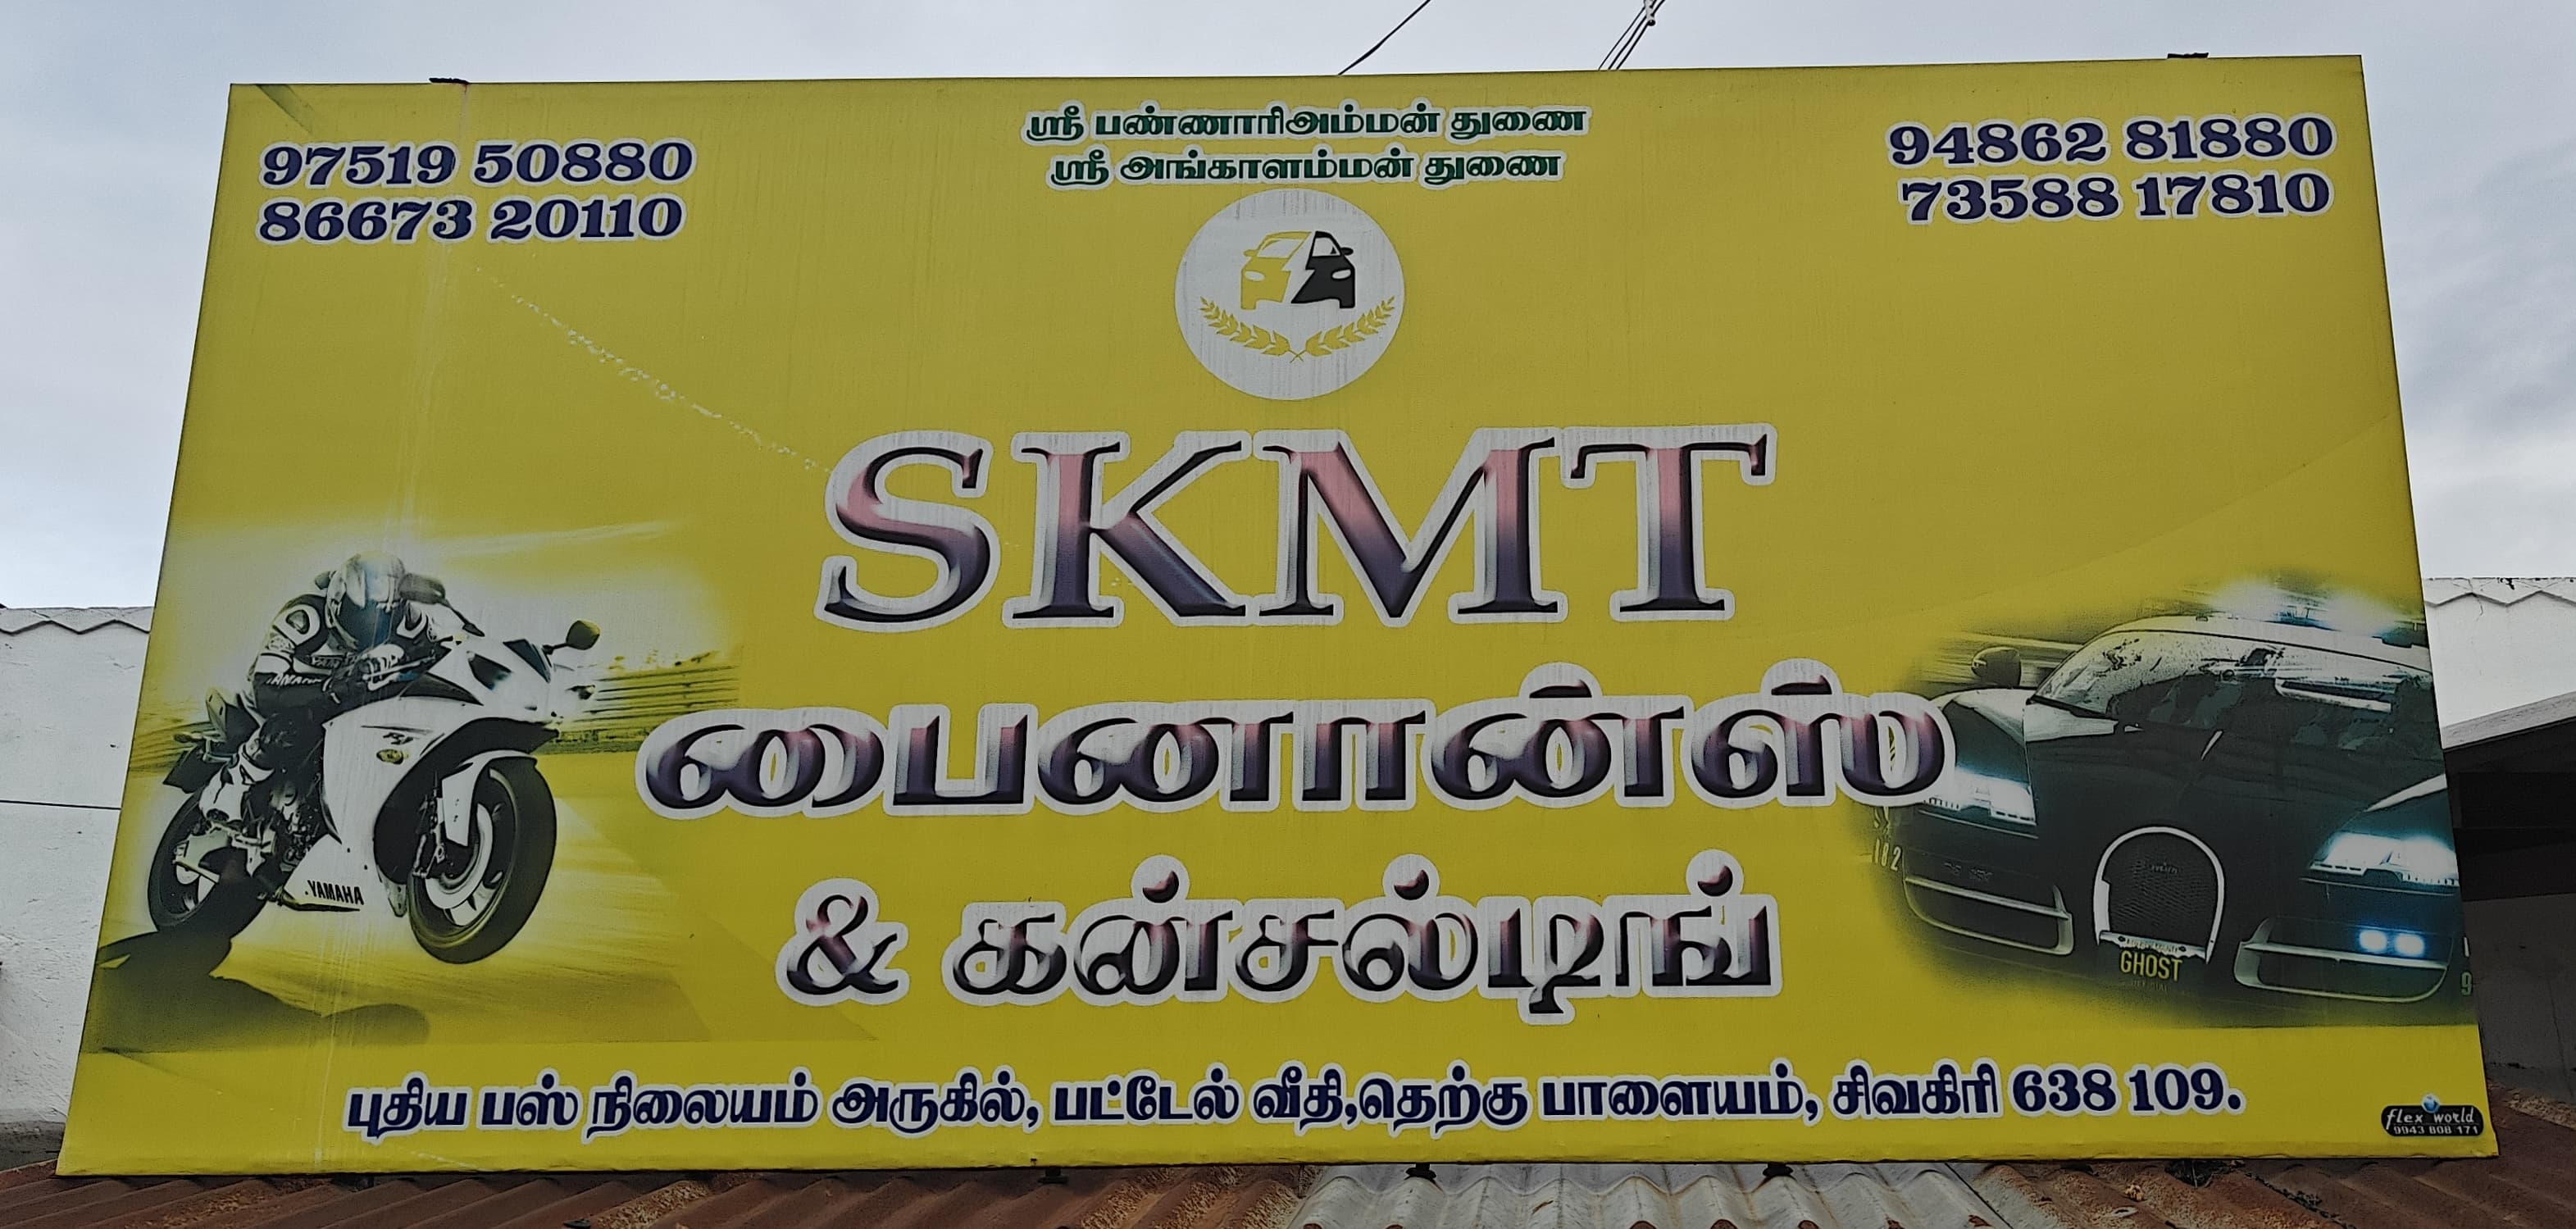 ஸ்ரீ பண்ணாரிஅம்மன் துணை
ஸ்ரீ அங்காளம்மன் துணை
97519 50880
86673 20110
94862 81880
73588 17810
SKMT
பைனான்ஸ்
& கன்சல்டிங்
YAMAHA
GHOST
புதிய பஸ் நிலையம் அருகில், பட்டேல் வீதி,தெற்கு பாளையம், சிவகிரி 638 109.
flex world
9943 808 171